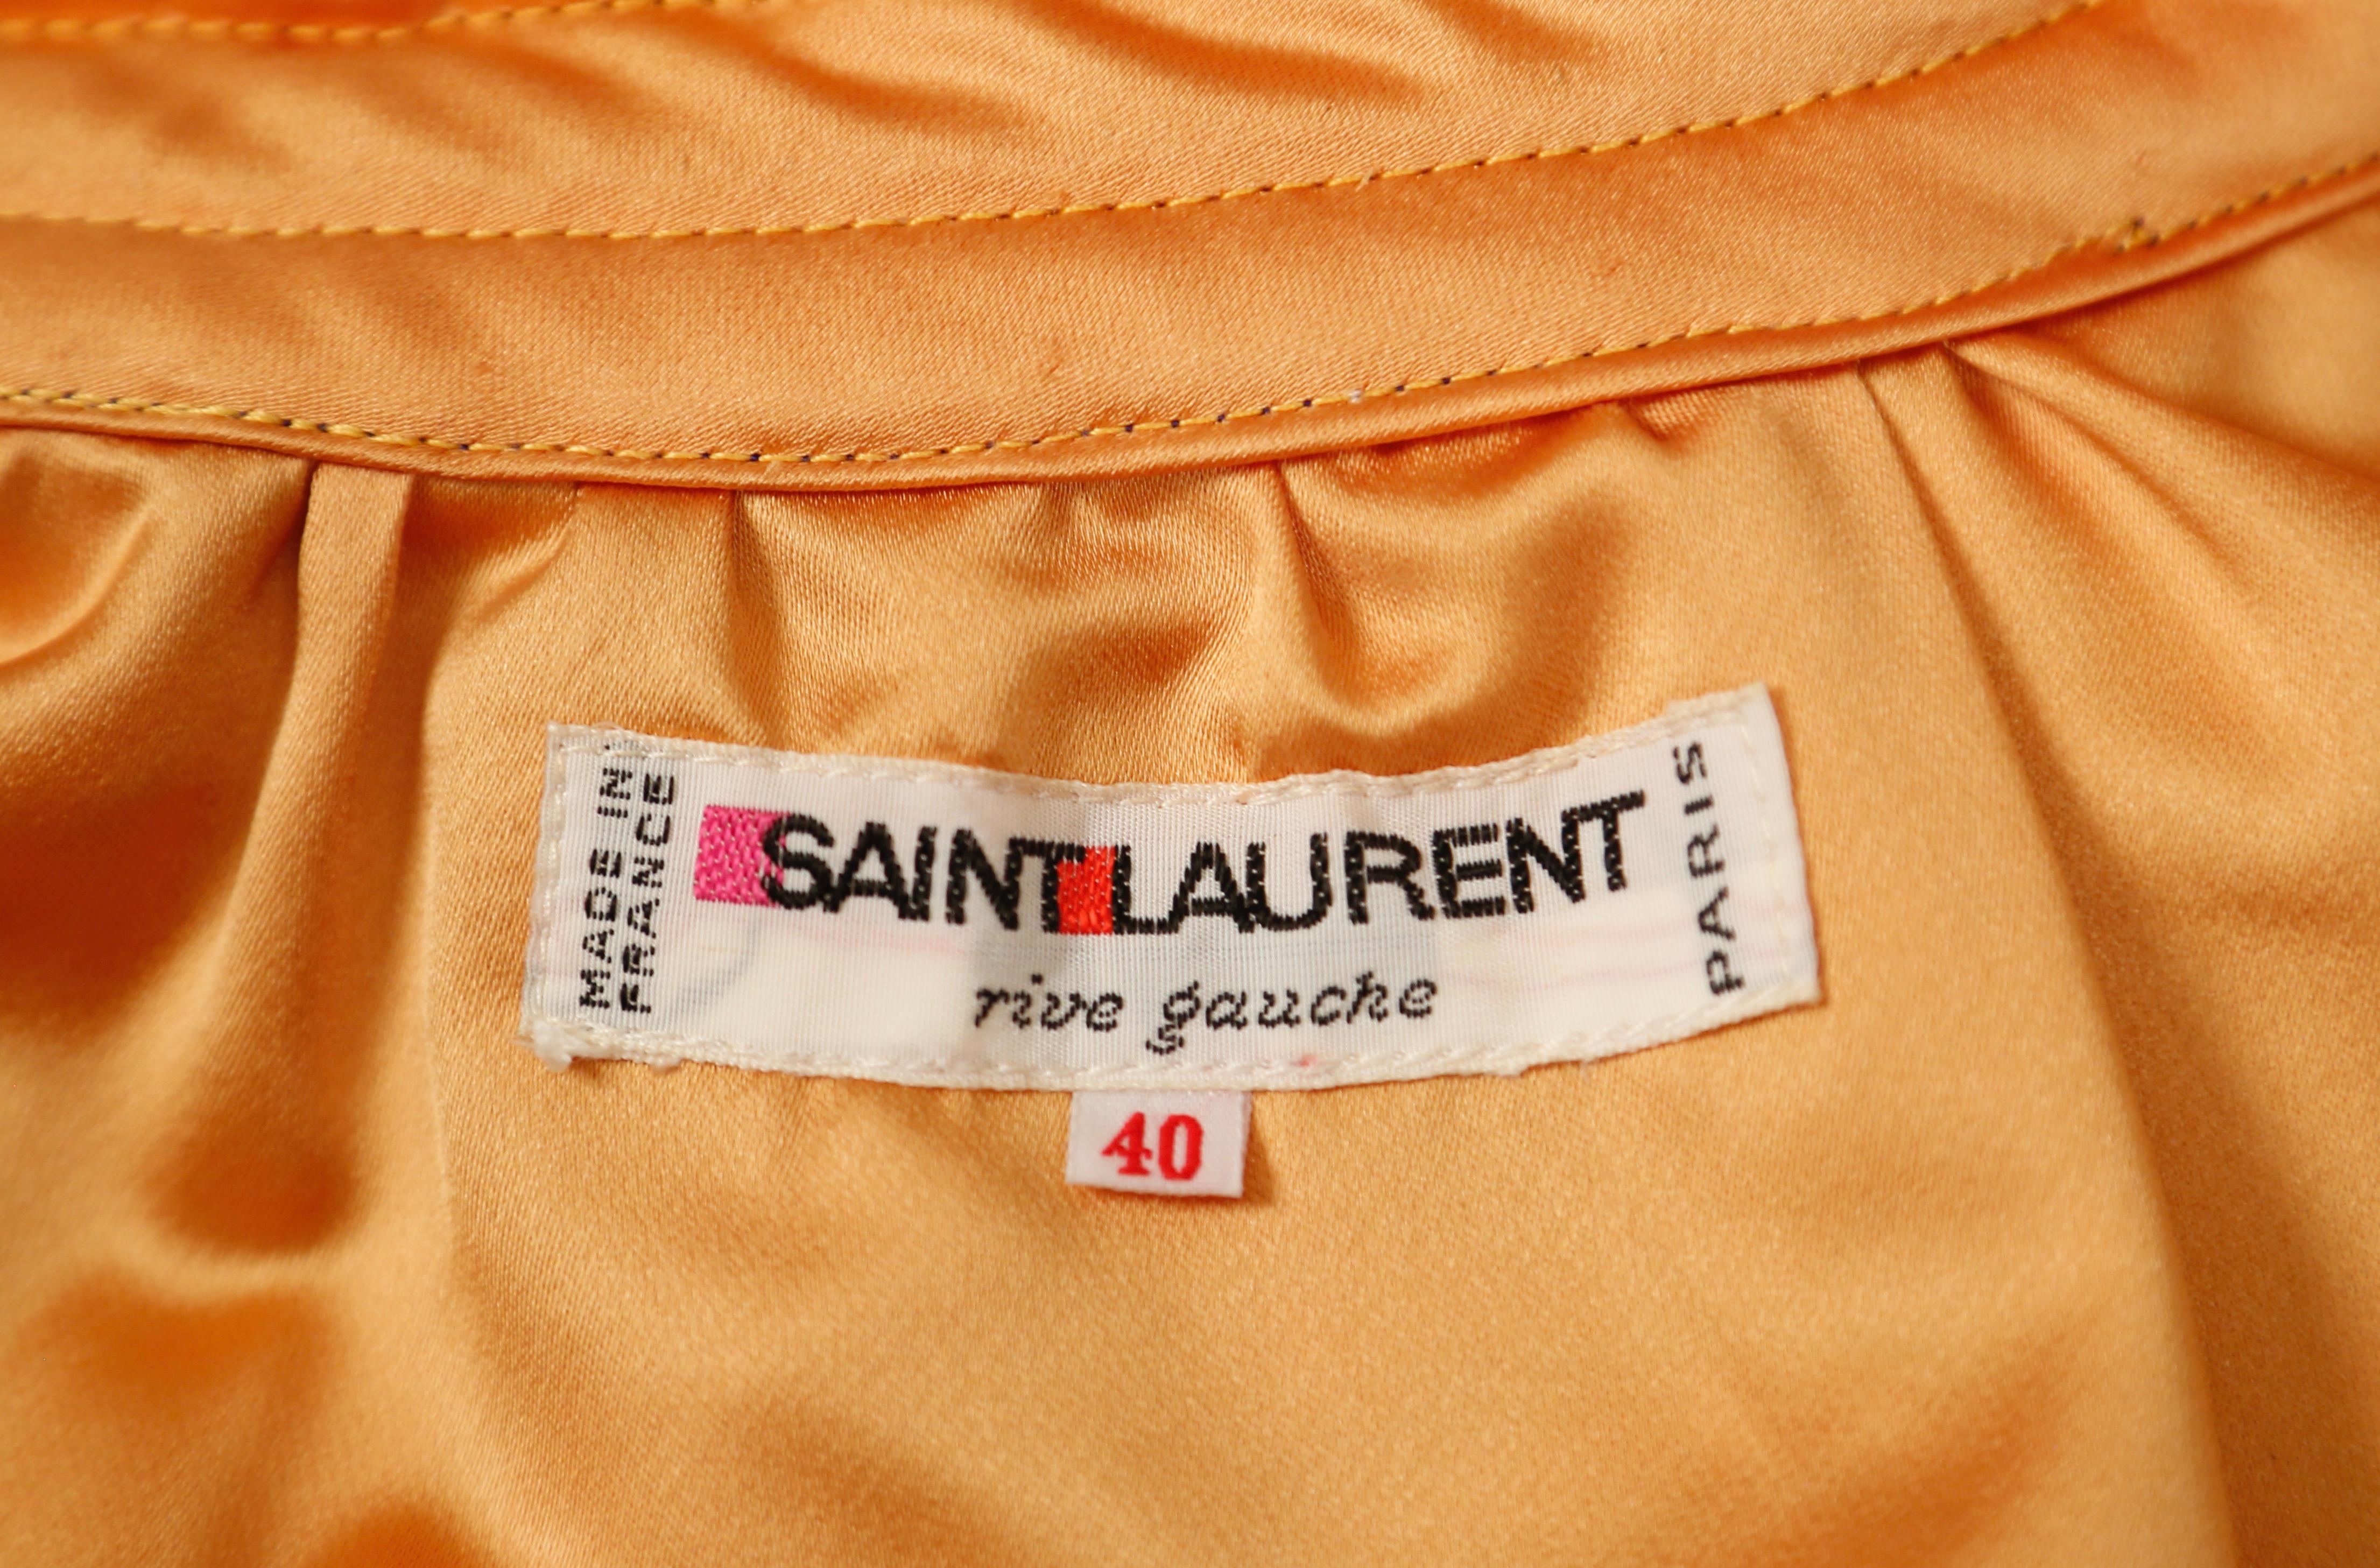 MADE IN
FRANCE
SAINT LAURENT
rive gauche
PARIS
40